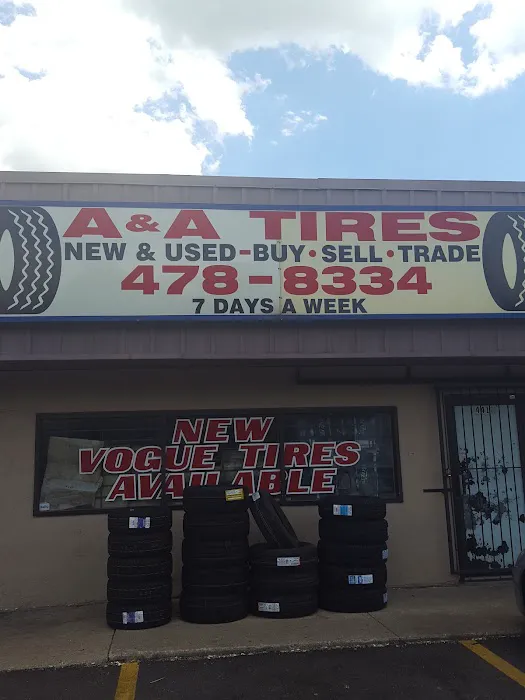 A&A TIRES
NEW & USED-BUY·SELL·TRADE
478-8334
7 DAYS A WEEK
NEW
VOGUE TIRES
AVAILABLE